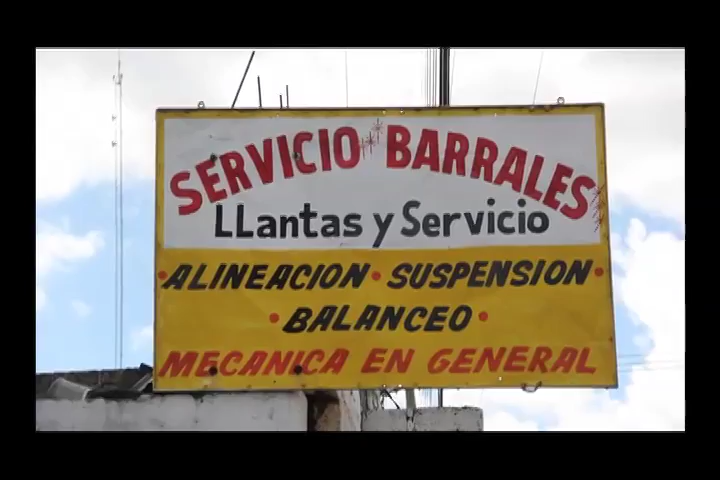 SERVICIO BARRALES
LLantas y Servicio
•ALINEACION•SUSPENSION•
•BALANCEO•
MECANICA EN GENERAL